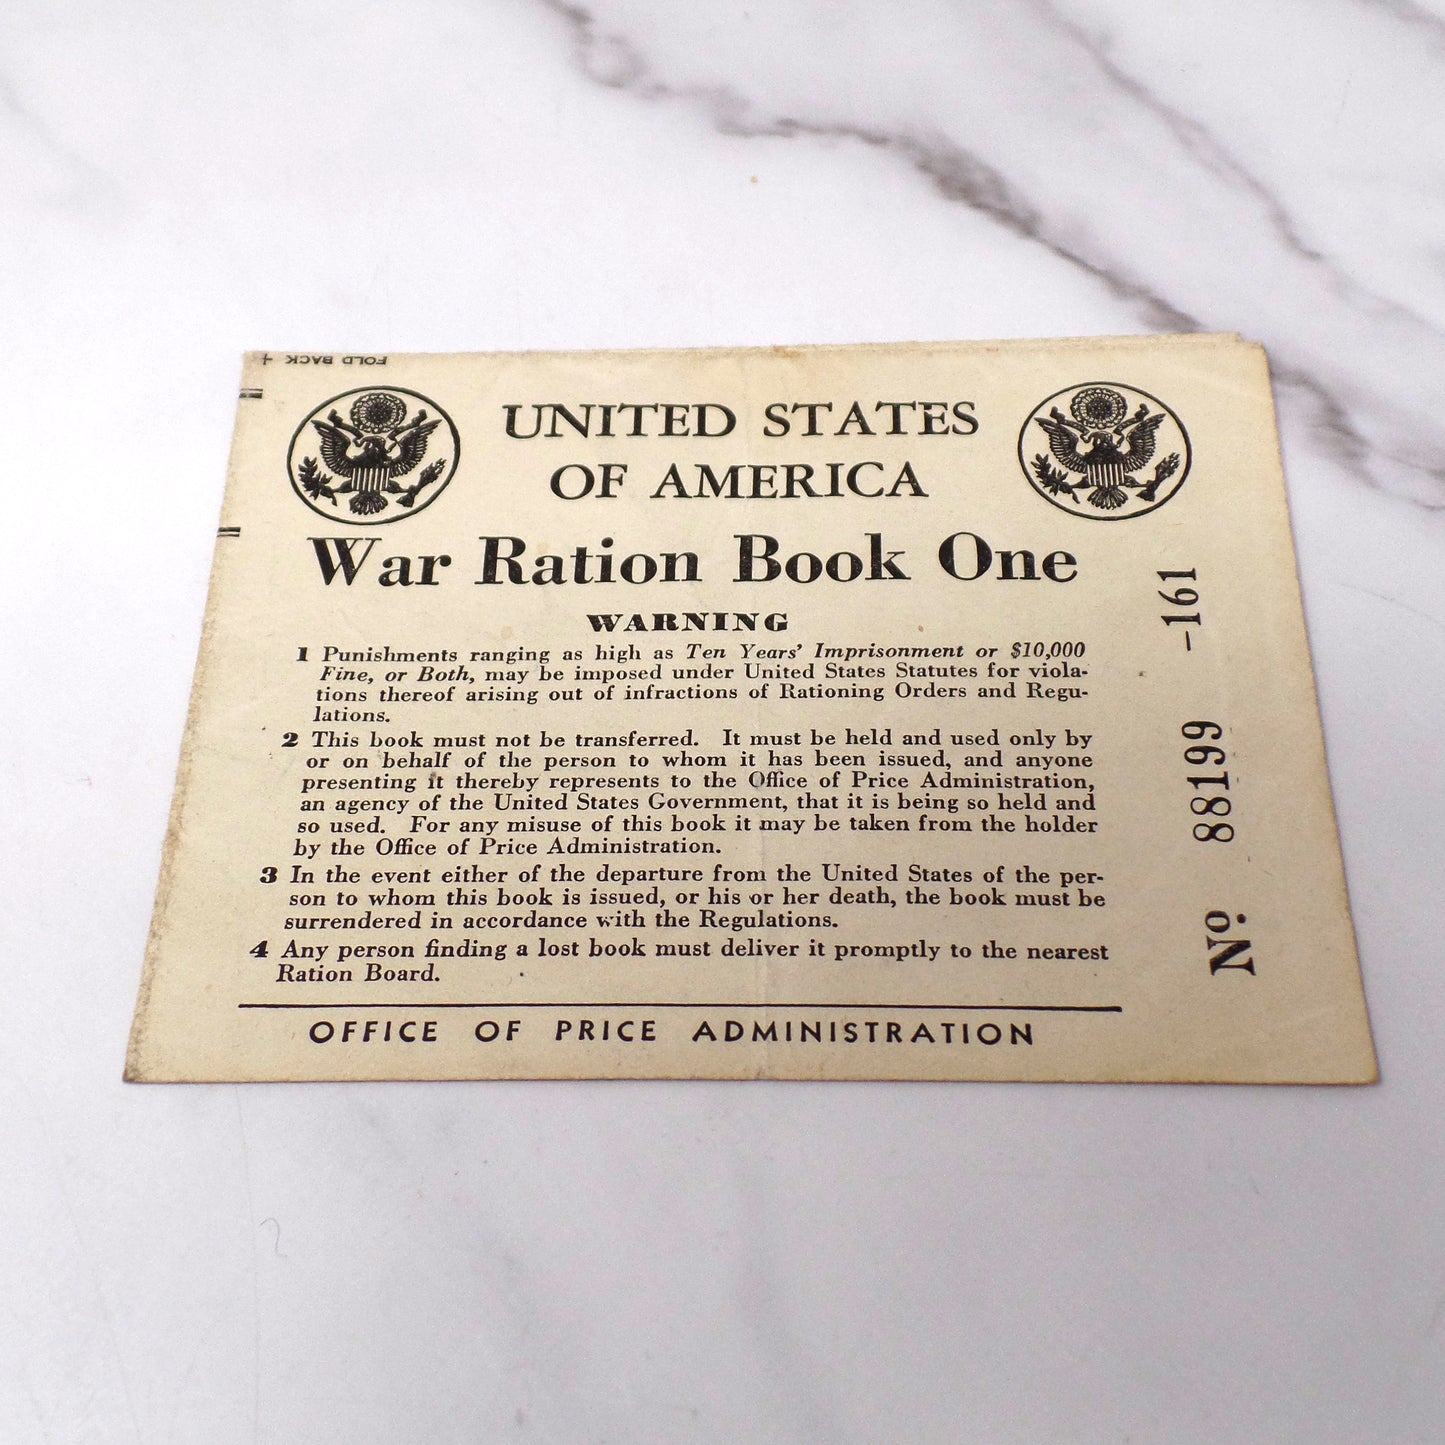 FOLD BACK +
UNITED STATES
OF AMERICA
War Ration Book One
WARNING
1 Punishments ranging as high as Ten Years' Imprisonment or $10,000
Fine, or Both, may be imposed under United States Statutes for viola-
tions thereof arising out of infractions of Rationing Orders and Regu-
lations.
2 This book must not be transferred. It must be held and used only by
or on behalf of the person to whom it has been issued, and anyone
presenting it thereby represents to the Office of Price Administration,
an agency of the United States Government, that it is being so held and
so used. For any misuse of this book it may be taken from the holder
by the Office of Price Administration.
3 In the event either of the departure from the United States of the per-
son to whom this book is issued, or his or her death, the book must be
surrendered in accordance with the Regulations.
4 Any person finding a lost book must deliver it promptly to the nearest
Ration Board.
OFFICE OF PRICE ADMINISTRATION
Nº. 88199 -161